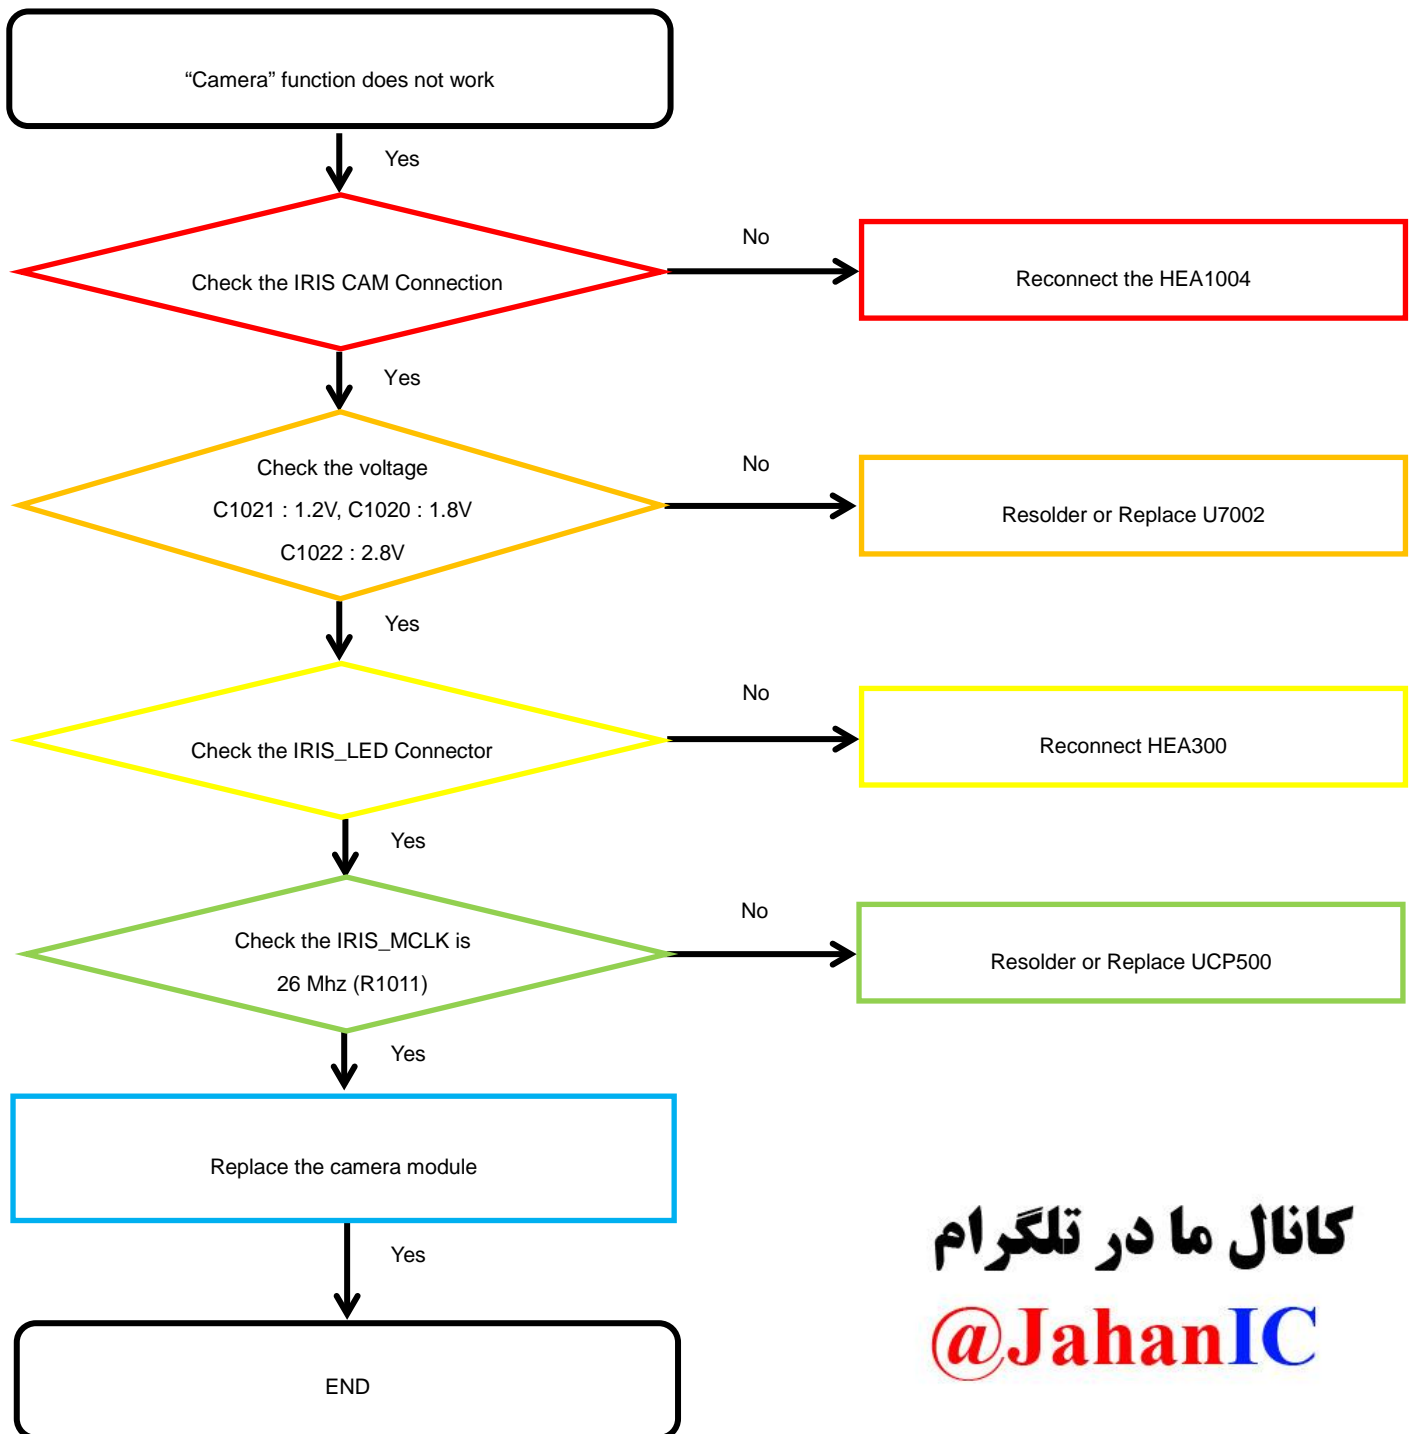 “Camera” function does not work
Yes
Check the IRIS CAM Connection
No
Reconnect the HEA1004
Yes
Check the voltage
C1021 : 1.2V, C1020 : 1.8V
C1022 : 2.8V
No
Resolder or Replace U7002
Yes
Check the IRIS_LED Connector
No
Reconnect HEA300
Yes
Check the IRIS_MCLK is
26 Mhz (R1011)
No
Resolder or Replace UCP500
Yes
Replace the camera module
Yes
END
کانال ما در تلگرام
@JahanIC